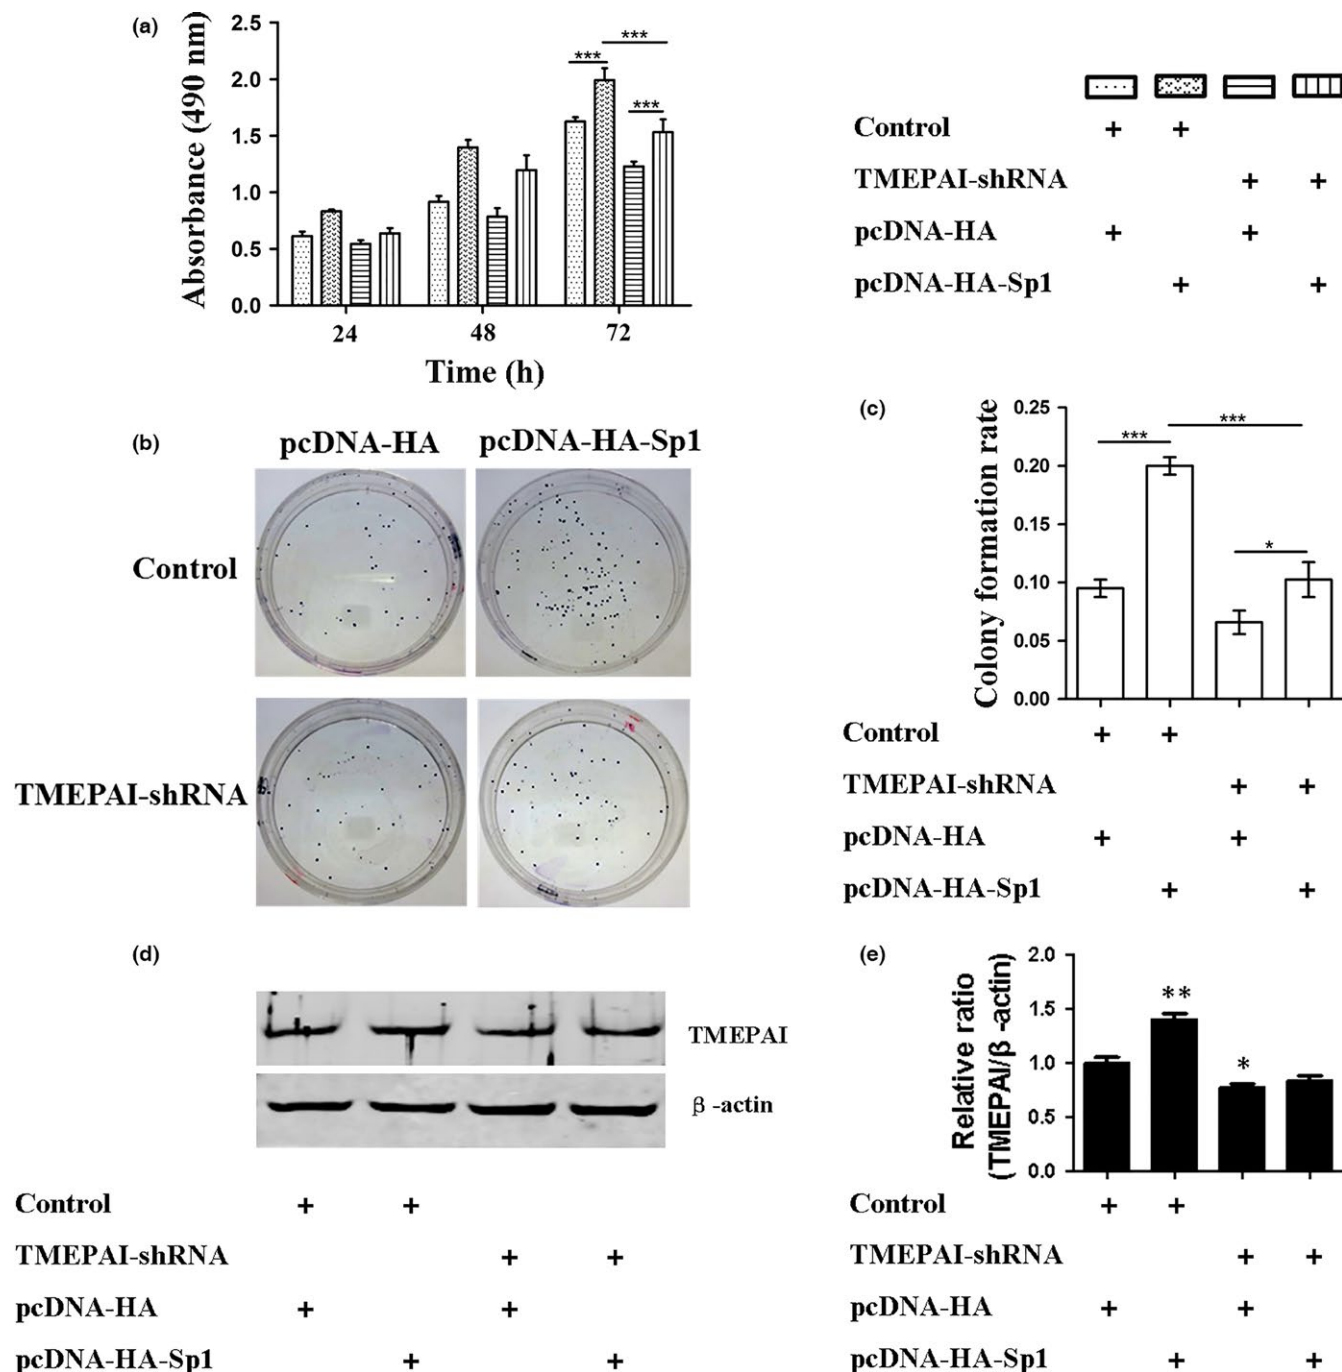 (a)
Absorbance (490 nm)
2.5
2.0
1.5
1.0
0.5
0.0
***
***
***
24 48 72
Time (h)
Control + +
TMEPAI-shRNA + +
pcDNA-HA + +
pcDNA-HA-Sp1 + +
(b)
pcDNA-HA pcDNA-HA-Sp1
Control
TMEPAI-shRNA
(c)
Colony formation rate
0.25
0.20
0.15
0.10
0.05
0.00
***
***
*
Control + +
TMEPAI-shRNA + +
pcDNA-HA + +
pcDNA-HA-Sp1 + +
(d)
TMEPAI
β -actin
Control + +
TMEPAI-shRNA + +
pcDNA-HA + +
pcDNA-HA-Sp1 + +
(e)
Relative ratio
(TMEPAI/β -actin)
2.0
1.5
1.0
0.5
0.0
**
*
Control + +
TMEPAI-shRNA + +
pcDNA-HA + +
pcDNA-HA-Sp1 + +